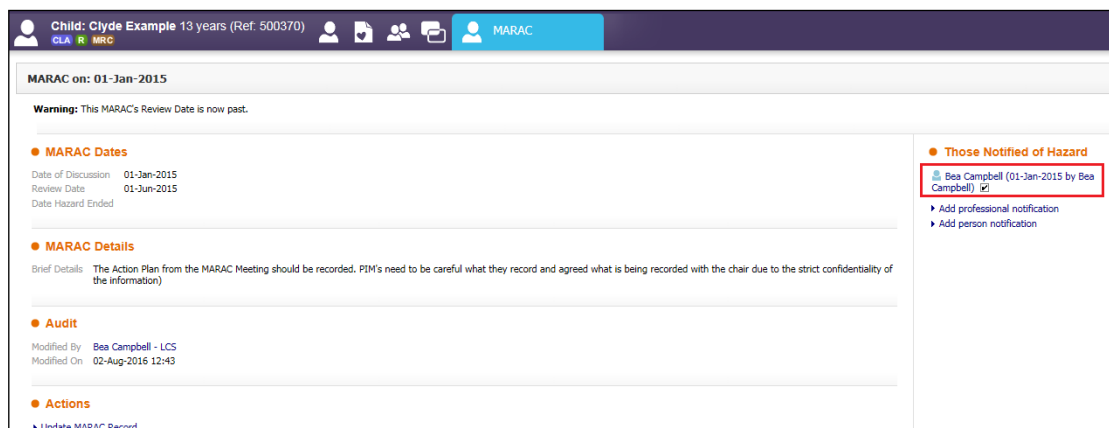 Child: Clyde Example 13 years (Ref: 500370)
CLA R MRC
MARAC
MARAC on: 01-Jan-2015
Warning: This MARAC's Review Date is now past.
MARAC Dates
Date of Discussion 01-Jan-2015
Review Date 01-Jun-2015
Date Hazard Ended
MARAC Details
Brief Details The Action Plan from the MARAC Meeting should be recorded. PIM's need to be careful what they record and agreed what is being recorded with the chair due to the strict confidentiality of
the information)
Audit
Modified By Bea Campbell - LCS
Modified On 02-Aug-2016 12:43
Actions
Update MARAC Record
Those Notified of Hazard
Bea Campbell (01-Jan-2015 by Bea
Campbell)
Add professional notification
Add person notification